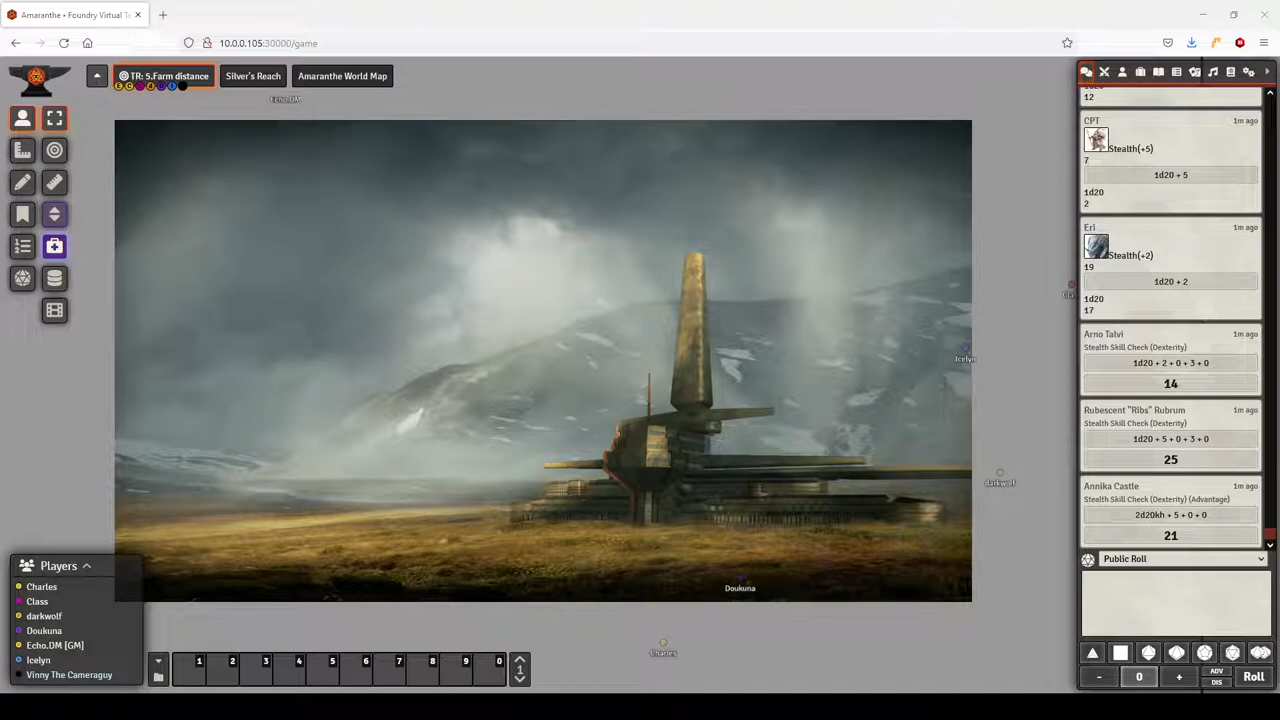 Amaranthe • Foundry Virtual T
10.0.0.105:30000/game
TR: 5.Farm distance
Silver's Reach
Amaranthe World Map
E C d D I
Echo.DM
12
CPT
1m ago
Stealth(+5)
7
1d20 + 5
1d20
2
Eri
1m ago
Stealth(+2)
19
1d20 + 2
1d20
17
Arno Talvi
1m ago
Stealth Skill Check (Dexterity)
1d20 + 2 + 0 + 3 + 0
14
Rubescent "Ribs" Rubrum
1m ago
Stealth Skill Check (Dexterity)
1d20 + 5 + 0 + 3 + 0
25
Annika Castle
1m ago
Stealth Skill Check (Dexterity) (Advantage)
2d20kh + 5 + 0 + 0
21
Public Roll
Icelyn
darkwolf
Doukuna
Charles
Players
Charles
Class
darkwolf
Doukuna
Echo.DM [GM]
Icelyn
Vinny The Cameraguy
1 2 3 4 5 6 7 8 9 0
1
- 0 + ADV
DIS
Roll